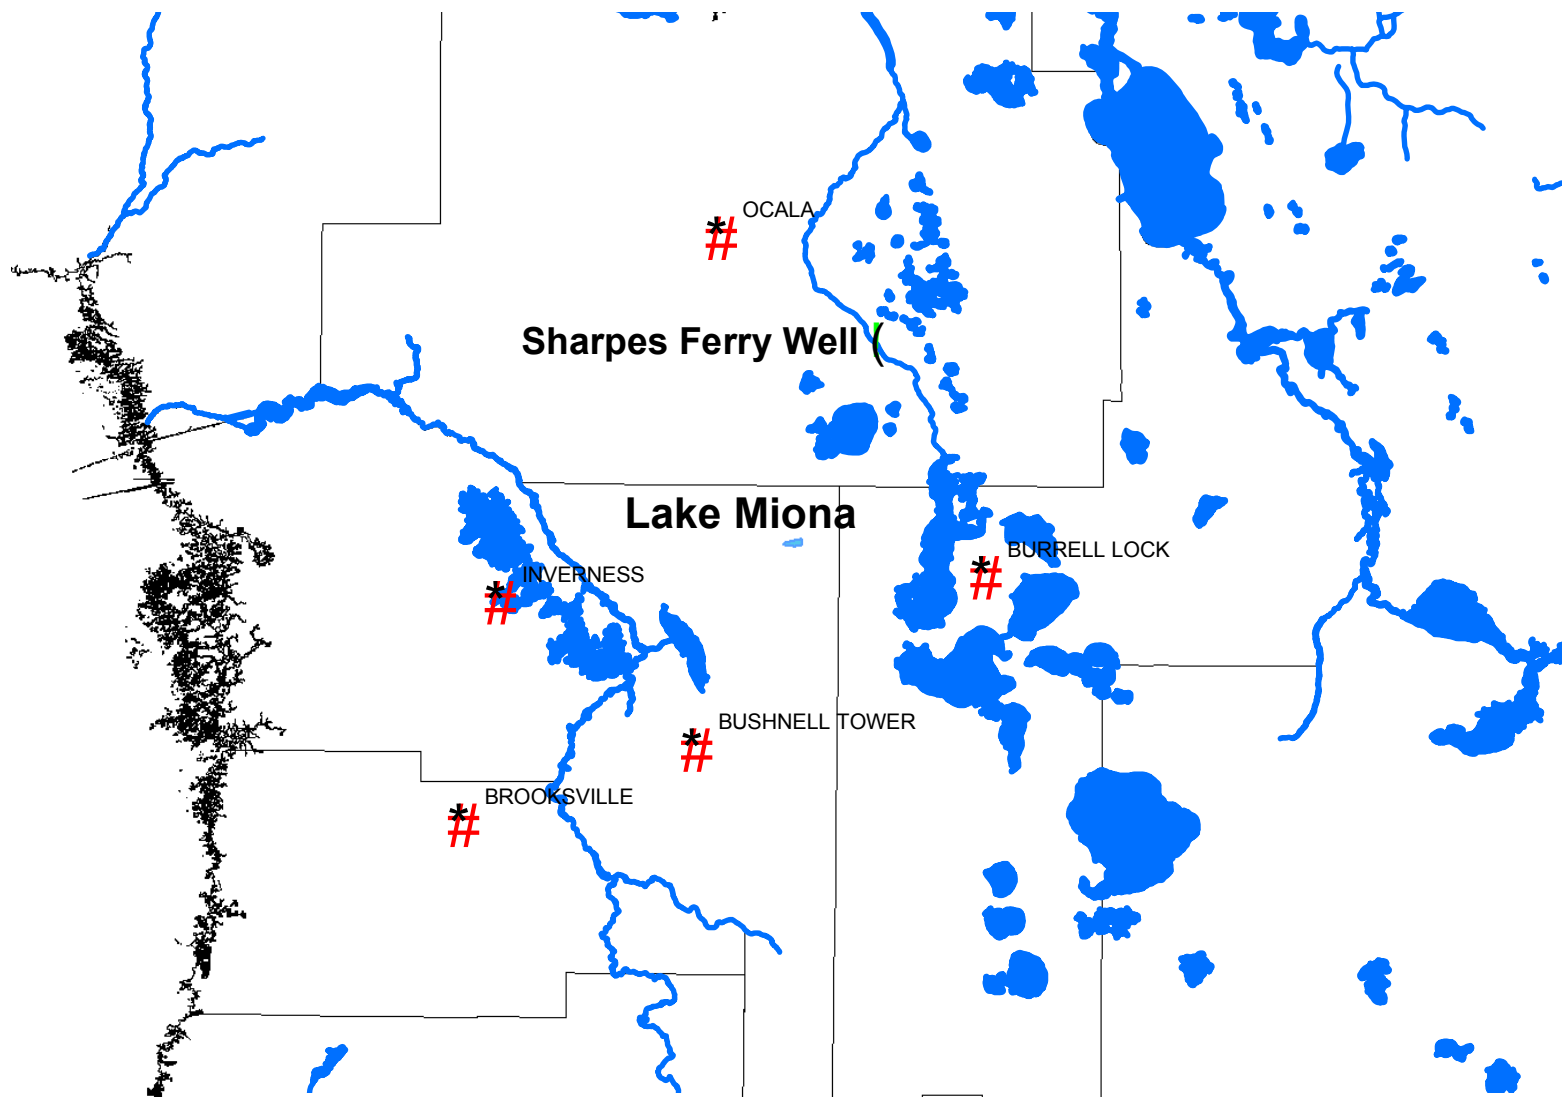 OCALA
*
#
Sharpes Ferry Well (
Lake Miona
BURRELL LOCK
*
#
INVERNESS
*
#
BUSHNELL TOWER
*
#
BROOKSVILLE
*
#